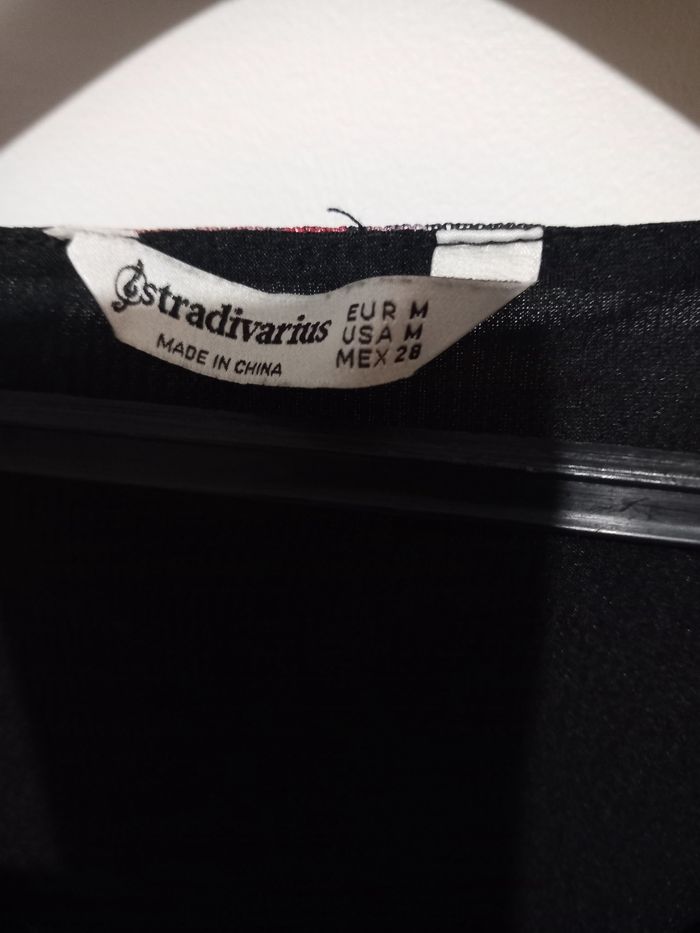 stradivarius
MADE IN CHINA
EUR M
USA M
MEX 28